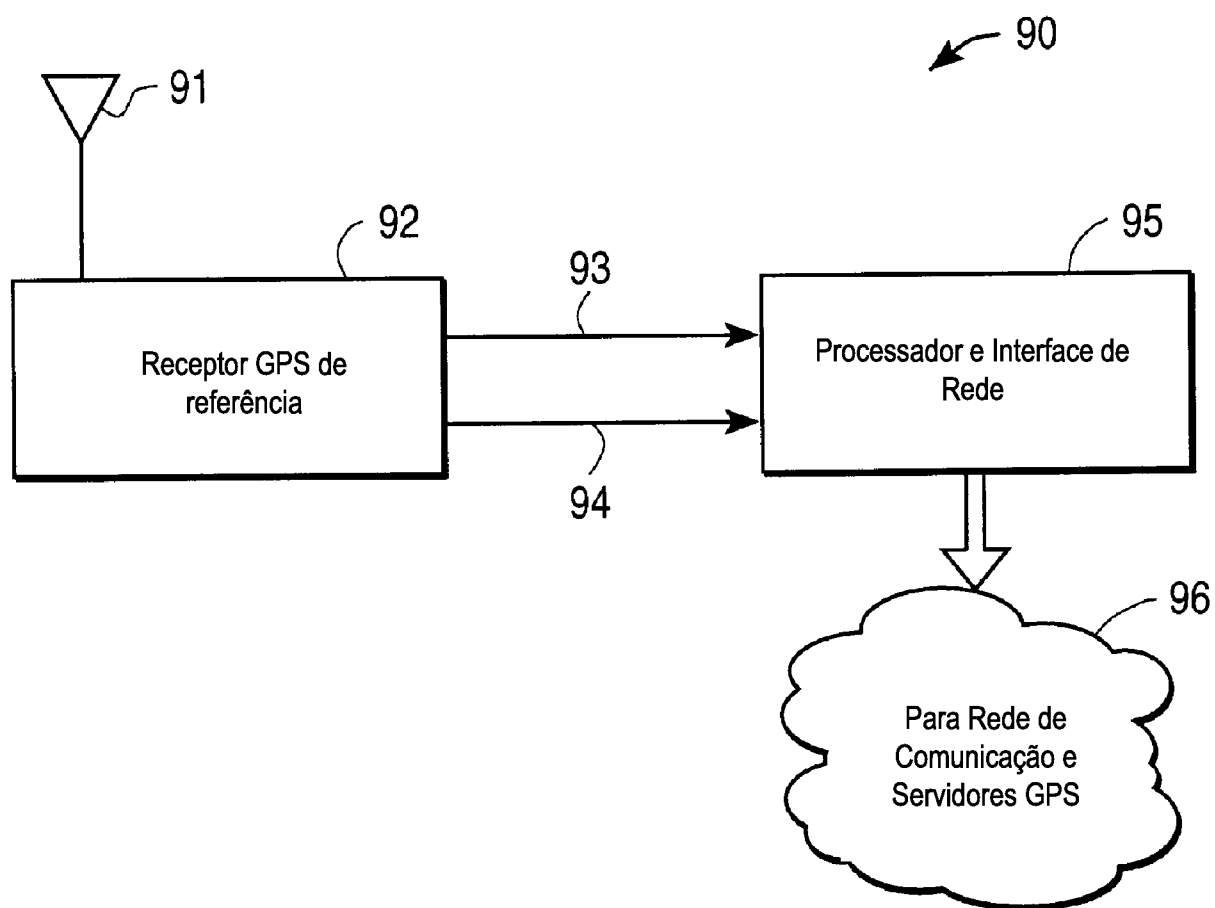 90
91
92
93
95
Receptor GPS de
referência
Processador e Interface de
Rede
94
96
Para Rede de
Comunicação e
Servidores GPS